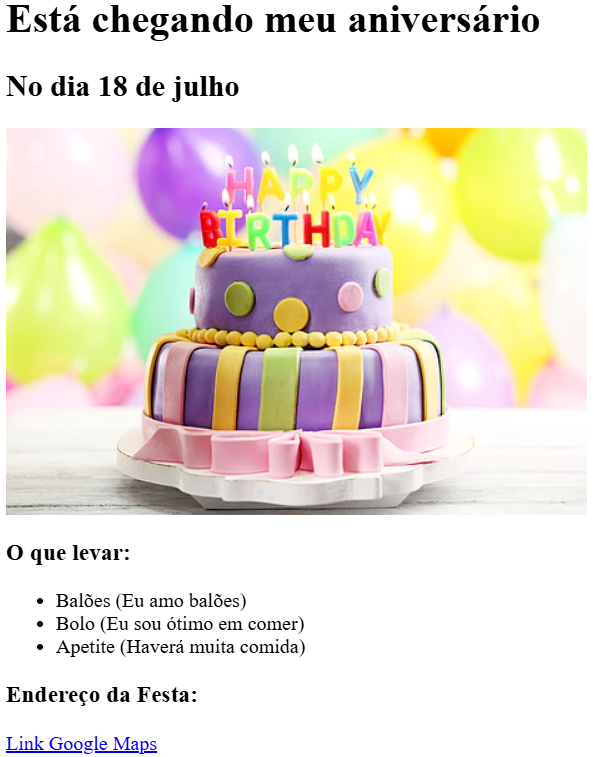 Está chegando meu aniversário
No dia 18 de julho
HAPPY
BIRTHDAY
O que levar:
Balões (Eu amo balões)
Bolo (Eu sou ótimo em comer)
Apetite (Haverá muita comida)
Endereço da Festa:
Link Google Maps